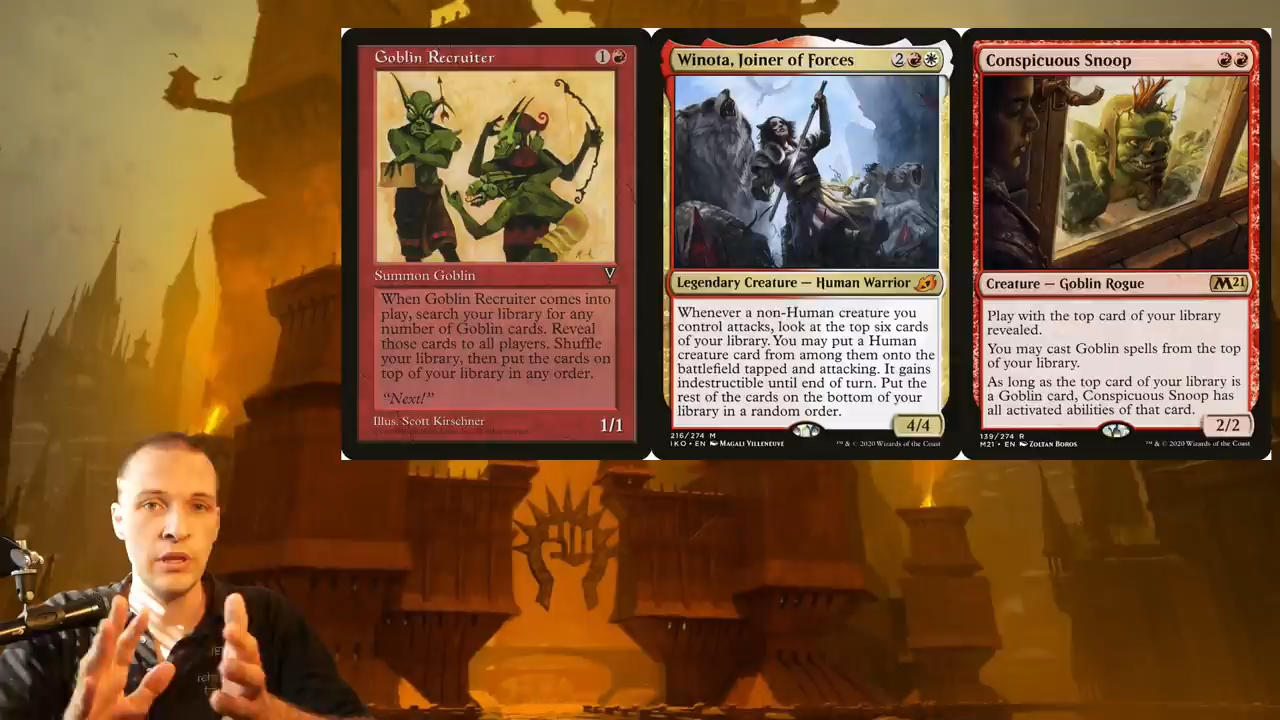 Goblin Recruiter
1
Summon Goblin
V
When Goblin Recruiter comes into
play, search your library for any
number of Goblin cards. Reveal
those cards to all players. Shuffle
your library, then put the cards on
top of your library in any order.
“Next!”
Illus. Scott Kirschner
1/1
Winota, Joiner of Forces
2
Legendary Creature — Human Warrior
Whenever a non-Human creature you
control attacks, look at the top six cards
of your library. You may put a Human
creature card from among them onto the
battlefield tapped and attacking. It gains
indestructible until end of turn. Put the
rest of the cards on the bottom of your
library in a random order.
4/4
216/274 M
IKO • EN Magali Villeneuve
™ & © 2020 Wizards of the Coast
Conspicuous Snoop
Creature — Goblin Rogue
M21
Play with the top card of your library
revealed.
You may cast Goblin spells from the top
of your library.
As long as the top card of your library is
a Goblin card, Conspicuous Snoop has
all activated abilities of that card.
2/2
139/274 R
M21 • EN Zoltan Boros
™ & © 2020 Wizards of the Coast